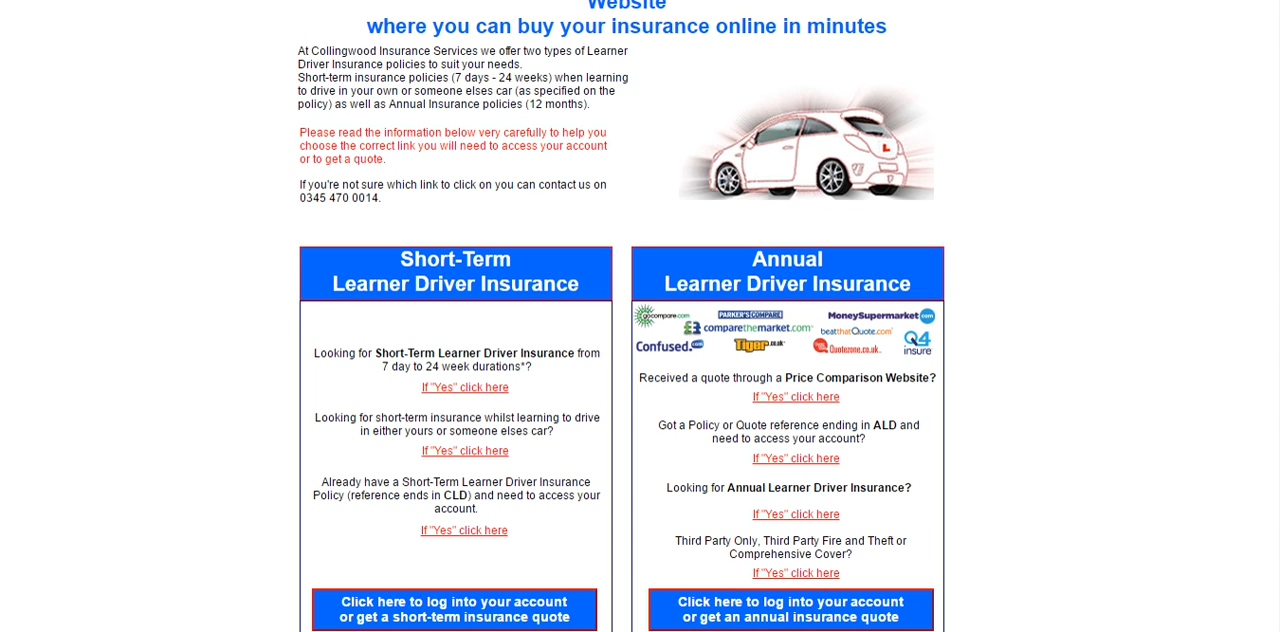 Website
where you can buy your insurance online in minutes
At Collingwood Insurance Services we offer two types of Learner
Driver Insurance policies to suit your needs.
Short-term insurance policies (7 days - 24 weeks) when learning
to drive in your own or someone elses car (as specified on the
policy) as well as Annual Insurance policies (12 months).
Please read the information below very carefully to help you
choose the correct link you will need to access your account
or to get a quote.
If you're not sure which link to click on you can contact us on
0345 470 0014.
L
Short-Term
Learner Driver Insurance
Looking for Short-Term Learner Driver Insurance from
7 day to 24 week durations*?
If "Yes" click here
Looking for short-term insurance whilst learning to drive
in either yours or someone elses car?
If "Yes" click here
Already have a Short-Term Learner Driver Insurance
Policy (reference ends in CLD) and need to access your
account.
If "Yes" click here
Click here to log into your account
or get a short-term insurance quote
Annual
Learner Driver Insurance
gocompare.com
PARKER'S COMPARE
MoneySupermarket.com
comparethemarket.com
beatthatQuote.com
Confused.com
Tiger.co.uk
Quotezone.co.uk
Q4
insure
Received a quote through a Price Comparison Website?
If "Yes" click here
Got a Policy or Quote reference ending in ALD and
need to access your account?
If "Yes" click here
Looking for Annual Learner Driver Insurance?
If "Yes" click here
Third Party Only, Third Party Fire and Theft or
Comprehensive Cover?
If "Yes" click here
Click here to log into your account
or get an annual insurance quote